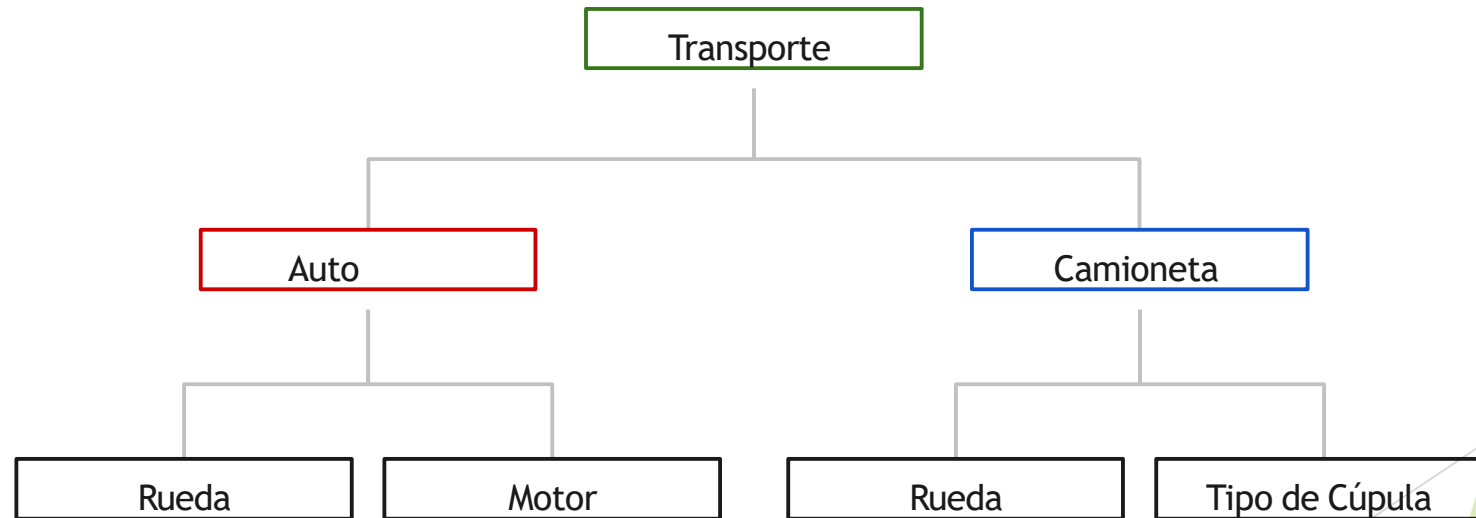 Transporte
Auto
Camioneta
Rueda
Motor
Rueda
Tipo de Cúpula